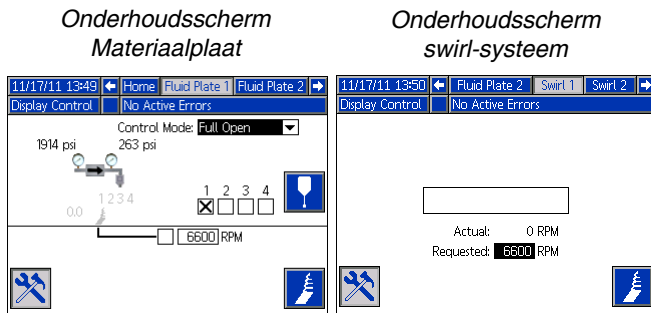 Onderhoudsscherm
Materiaalplaat
11/17/11 13:49 Home Fluid Plate 1 Fluid Plate 2
Display Control No Active Errors
Control Mode: Full Open
1914 psi 263 psi
1 2 3 4
1 2 3 4
0.0
6600 RPM
Onderhoudsscherm
swirl-systeem
11/17/11 13:50 Fluid Plate 2 Swirl 1 Swirl 2
Display Control No Active Errors
Actual: 0 RPM
Requested: 6600 RPM